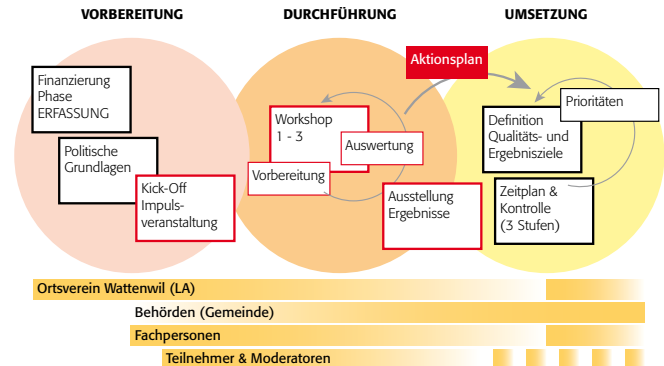 VORBEREITUNG
DURCHFÜHRUNG
UMSETZUNG
Finanzierung
Phase
ERFASSUNG
Politische
Grundlagen
Kick-Off
Impuls-
veranstaltung
Workshop
1 - 3
Auswertung
Vorbereitung
Ausstellung
Ergebnisse
Aktionsplan
Prioritäten
Definition
Qualitäts- und
Ergebnisziele
Zeitplan &
Kontrolle
(3 Stufen)
Ortsverein Wattenwil (LA)
Behörden (Gemeinde)
Fachpersonen
Teilnehmer & Moderatoren